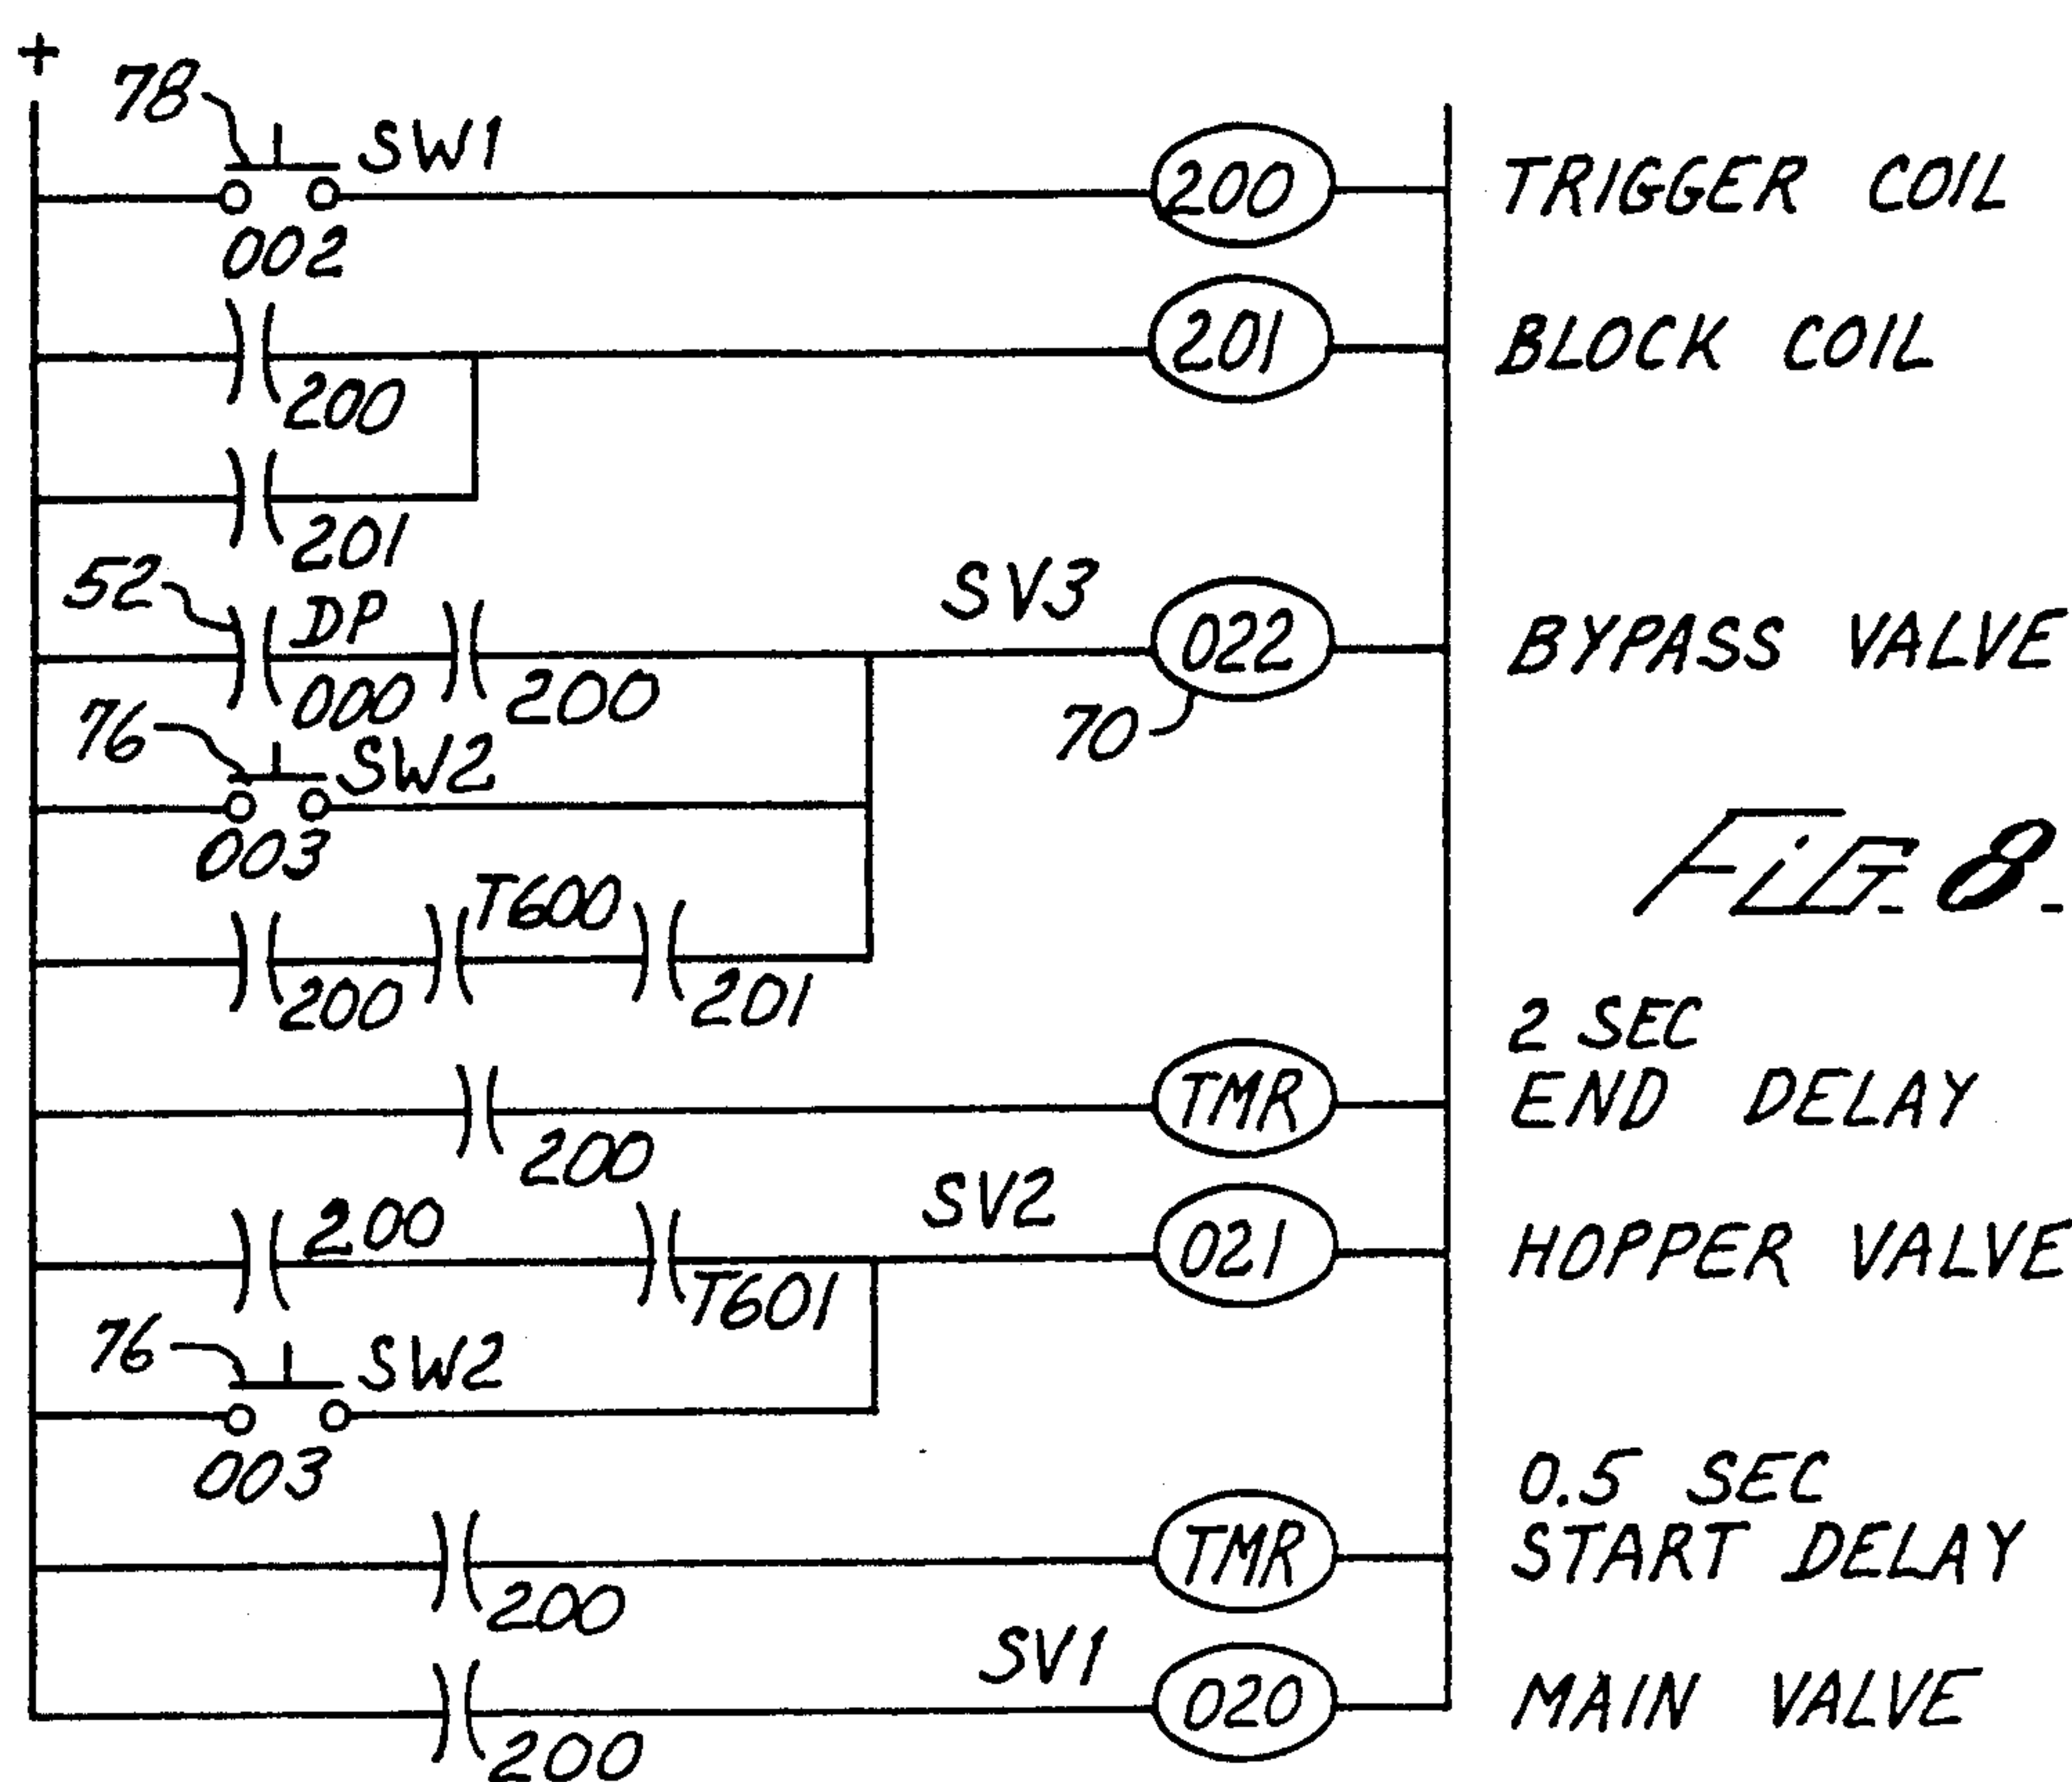 +
78
SW1
002
200
TRIGGER COIL
200
201
BLOCK COIL
201
52
DP
000
200
SV3
022
70
BYPASS VALVE
76
SW2
003
FIG. 8.
200
T600
201
200
TMR
2 SEC
END DELAY
200
T601
SV2
021
HOPPER VALVE
76
SW2
003
200
TMR
0.5 SEC
START DELAY
200
SV1
020
MAIN VALVE